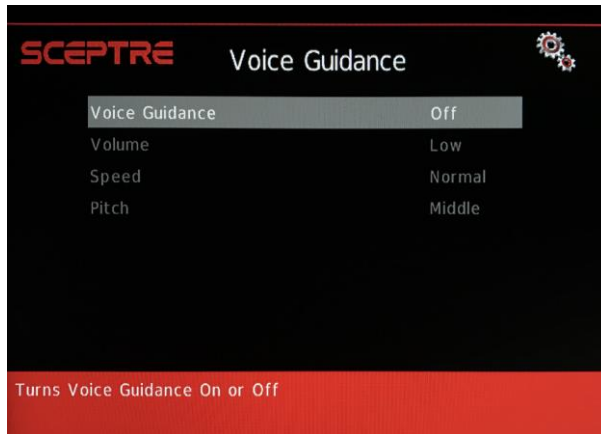 SCEPTRE Voice Guidance
Voice Guidance Off
Volume Low
Speed Normal
Pitch Middle
Turns Voice Guidance On or Off